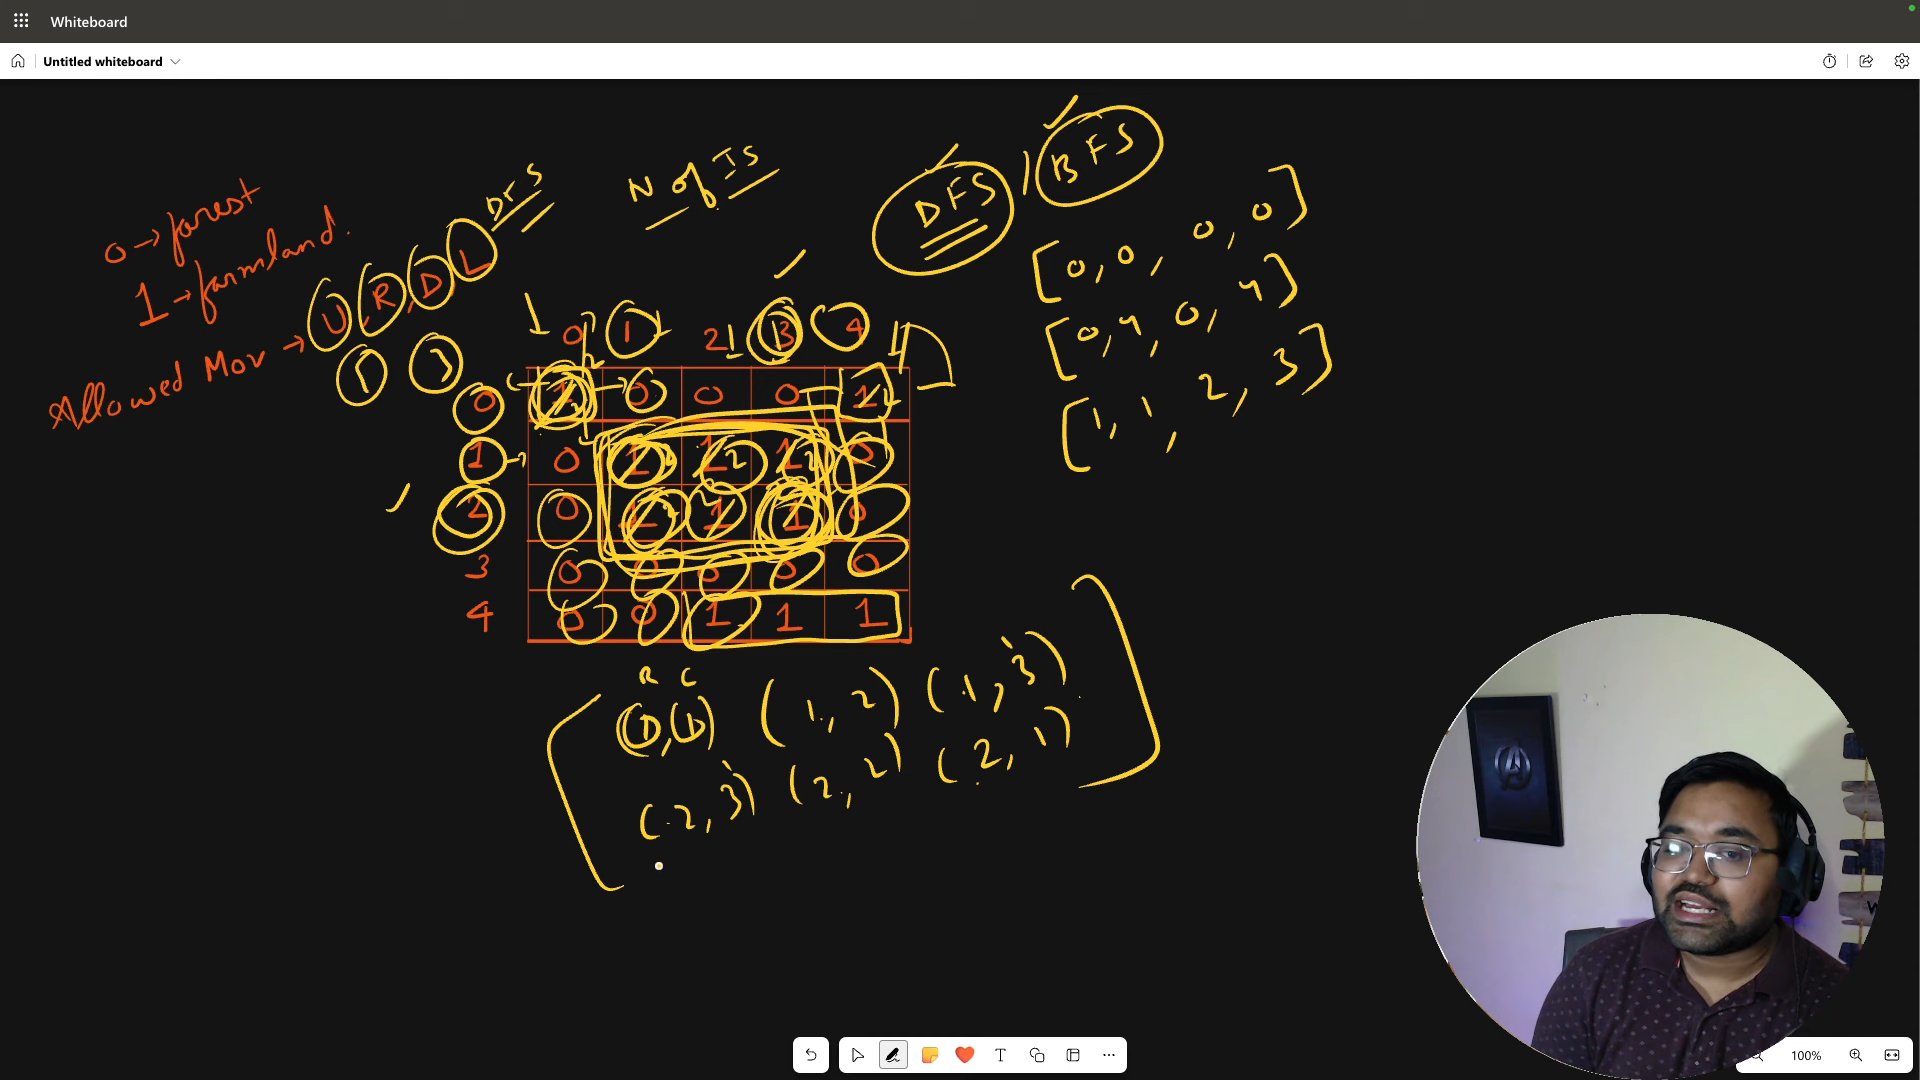 Whiteboard
Untitled whiteboard
0 → forest
1 → farmland.
Allowed Mov → U, R, D, L
DFS
N of Is
DFS, BFS
[0, 0, 0, 0]
[0, 4, 0, 4]
[1, 1, 2, 3]
0 1 2 3 4
0 1 0 0 0 1
1 0 1 1 1 0
2 0 1 1 1 0
3 0 0 0 0 0
4 0 0 1 1 1
R C
(1, 1) (1, 2) (1, 3)
(2, 3) (2, 2) (2, 1)
100%